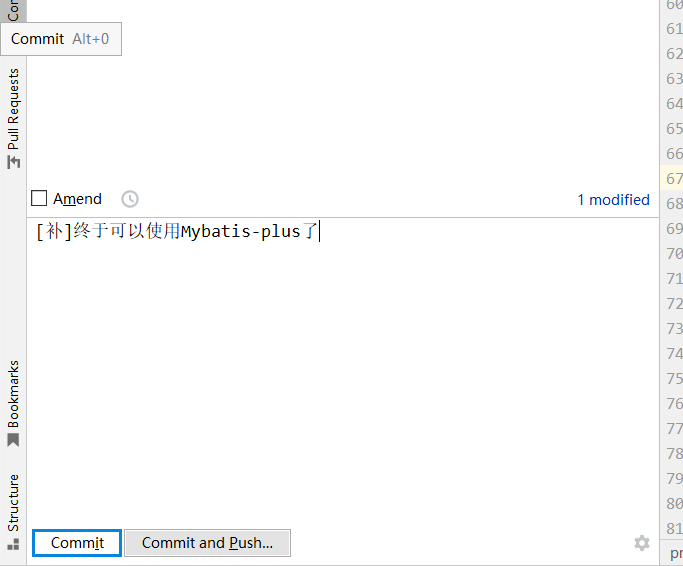 Com
Commit Alt+0
Pull Requests
Amend
1 modified
[补]终于可以使用Mybatis-plus了
Bookmarks
Structure
Commit
Commit and Push...
60
61
62
63
64
65
66
67
68
69
70
71
72
73
74
75
76
77
78
79
80
81
pr